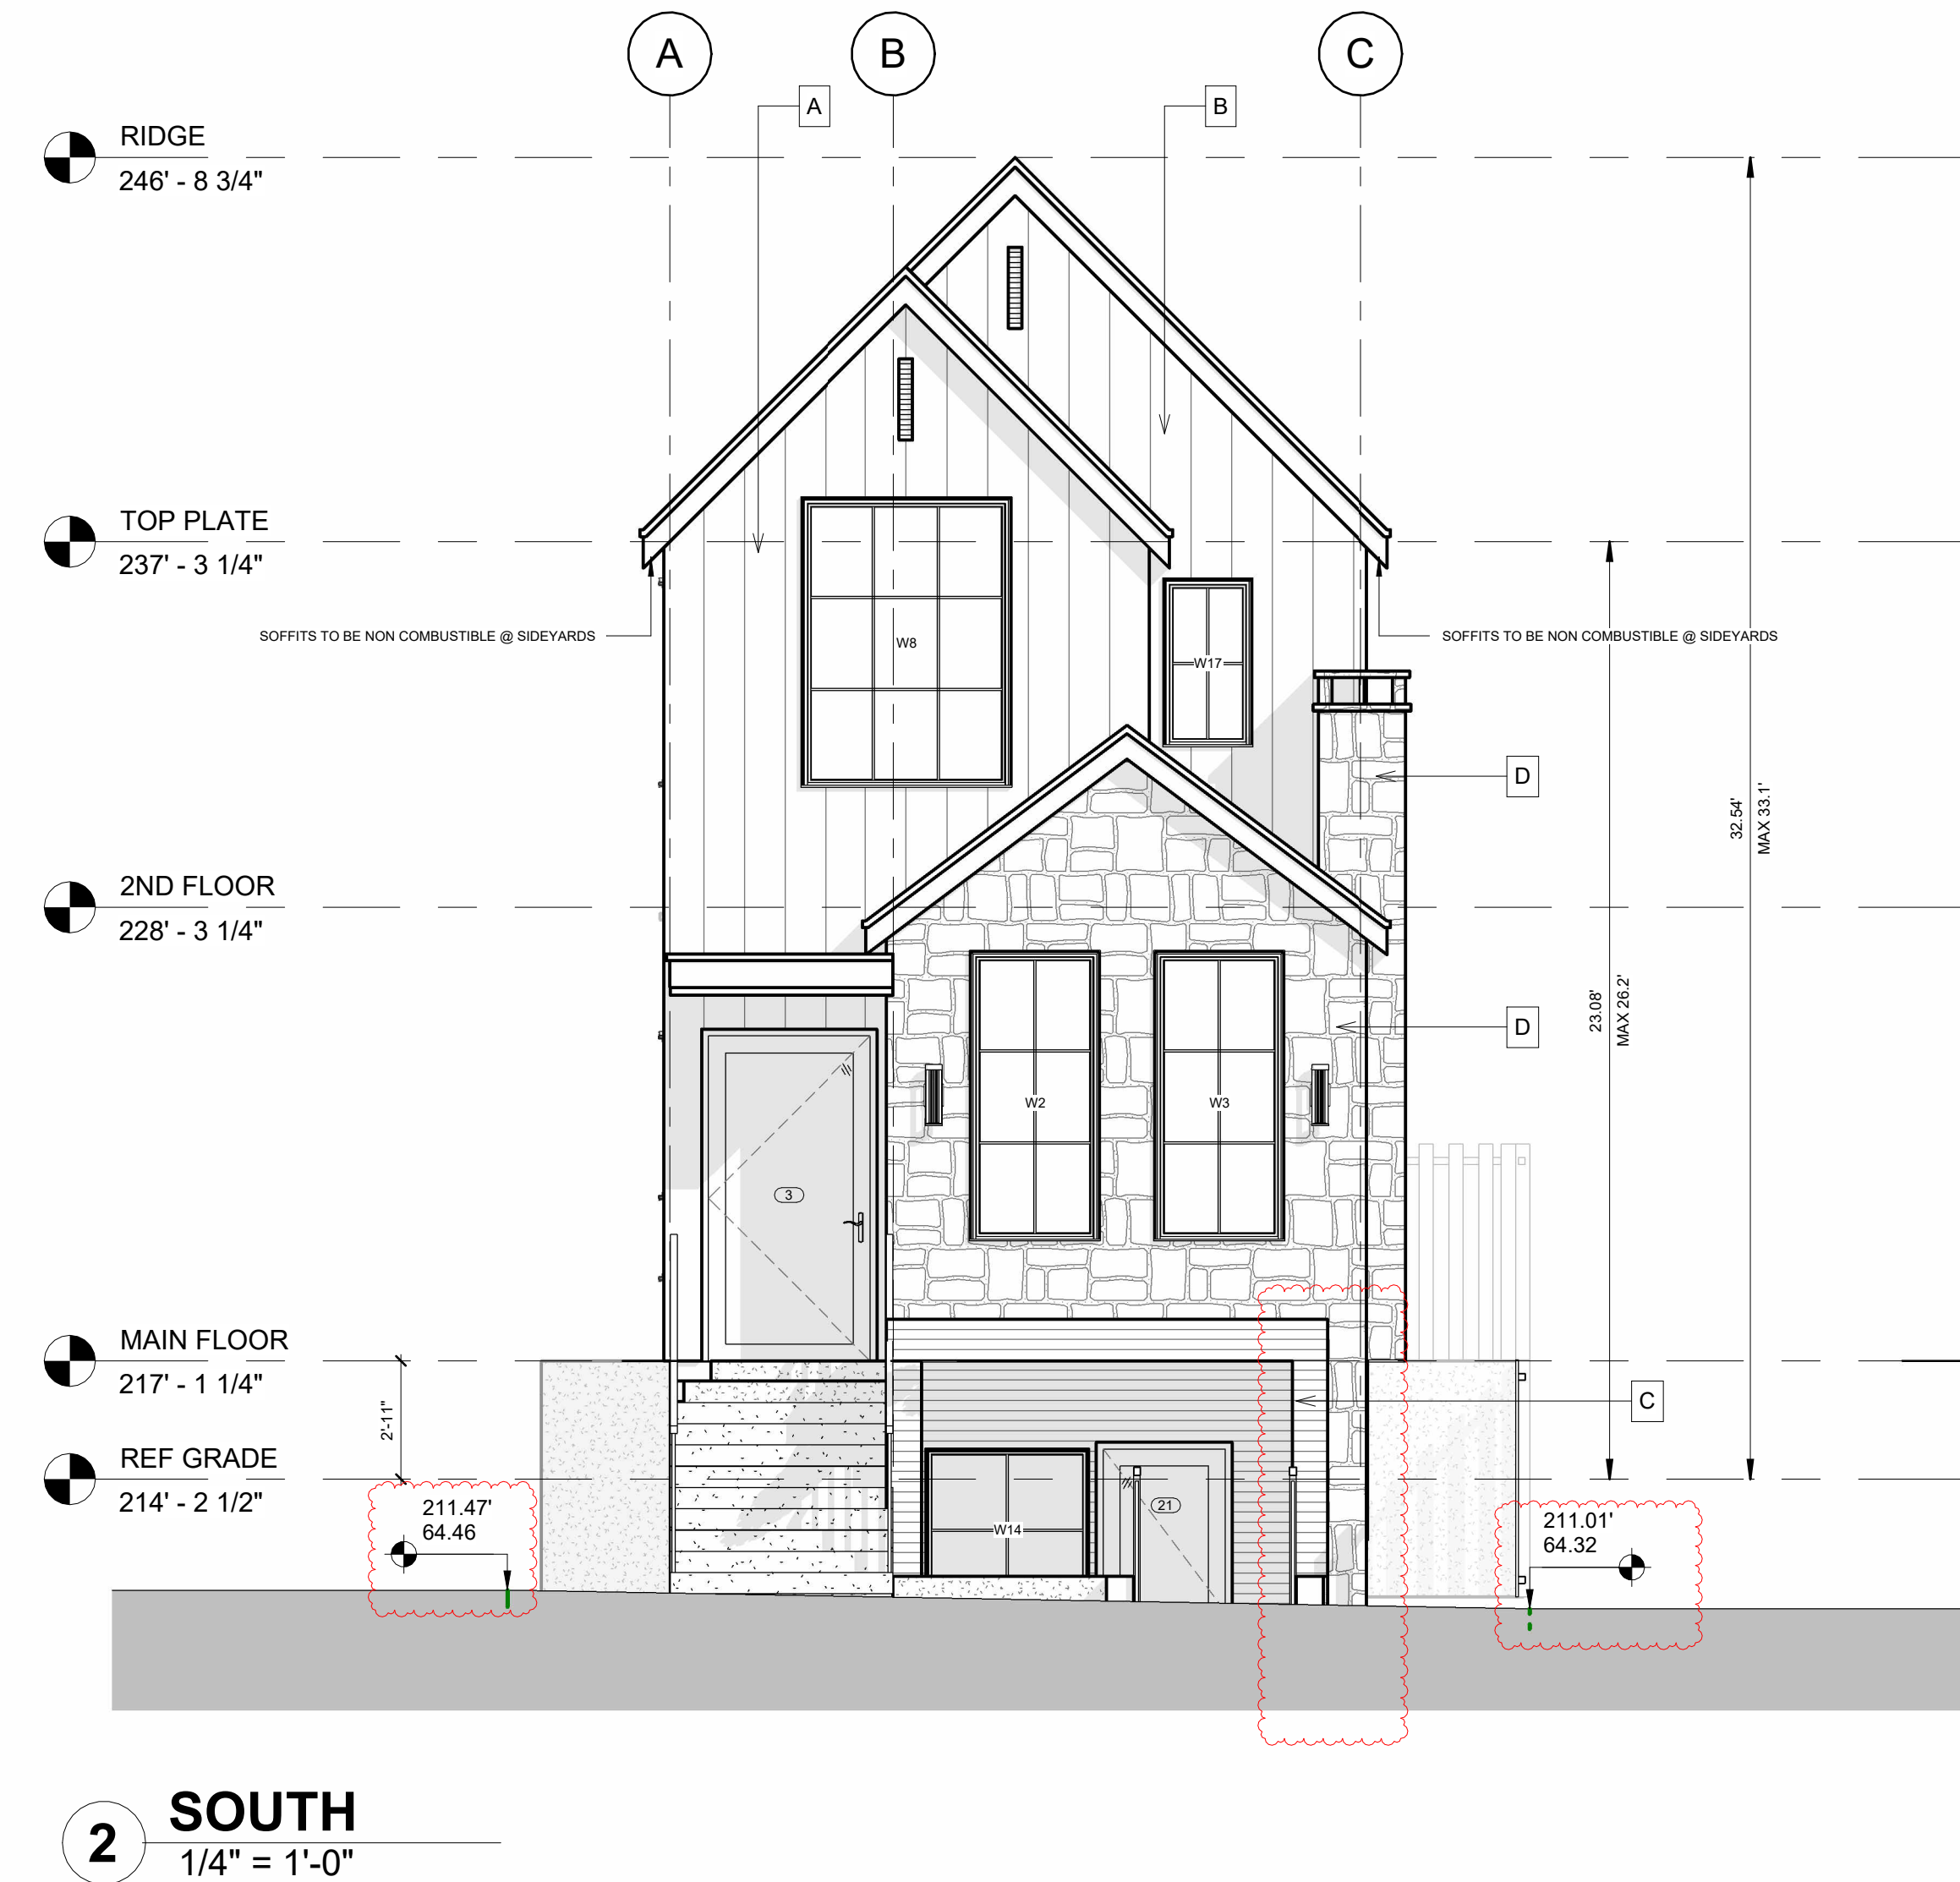 A
B
C
A
B
RIDGE
246' - 8 3/4"
TOP PLATE
237' - 3 1/4"
SOFFITS TO BE NON COMBUSTIBLE @ SIDEYARDS
SOFFITS TO BE NON COMBUSTIBLE @ SIDEYARDS
W8
W17
D
32.54'
MAX 33.1'
2ND FLOOR
228' - 3 1/4"
23.08'
MAX 26.2'
D
W2
W3
3
MAIN FLOOR
217' - 1 1/4"
2'-11"
C
REF GRADE
214' - 2 1/2"
211.47'
64.46
21
W14
211.01'
64.32
2
SOUTH
1/4" = 1'-0"